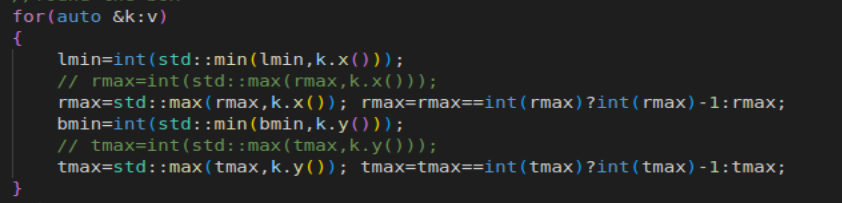 for(auto &k:v)
{
lmin=int(std::min(lmin,k.x()));
// rmax=int(std::max(rmax,k.x()));
rmax=std::max(rmax,k.x()); rmax=rmax==int(rmax)?int(rmax)-1:rmax;
bmin=int(std::min(bmin,k.y()));
// tmax=int(std::max(tmax,k.y()));
tmax=std::max(tmax,k.y()); tmax=tmax==int(tmax)?int(tmax)-1:tmax;
}